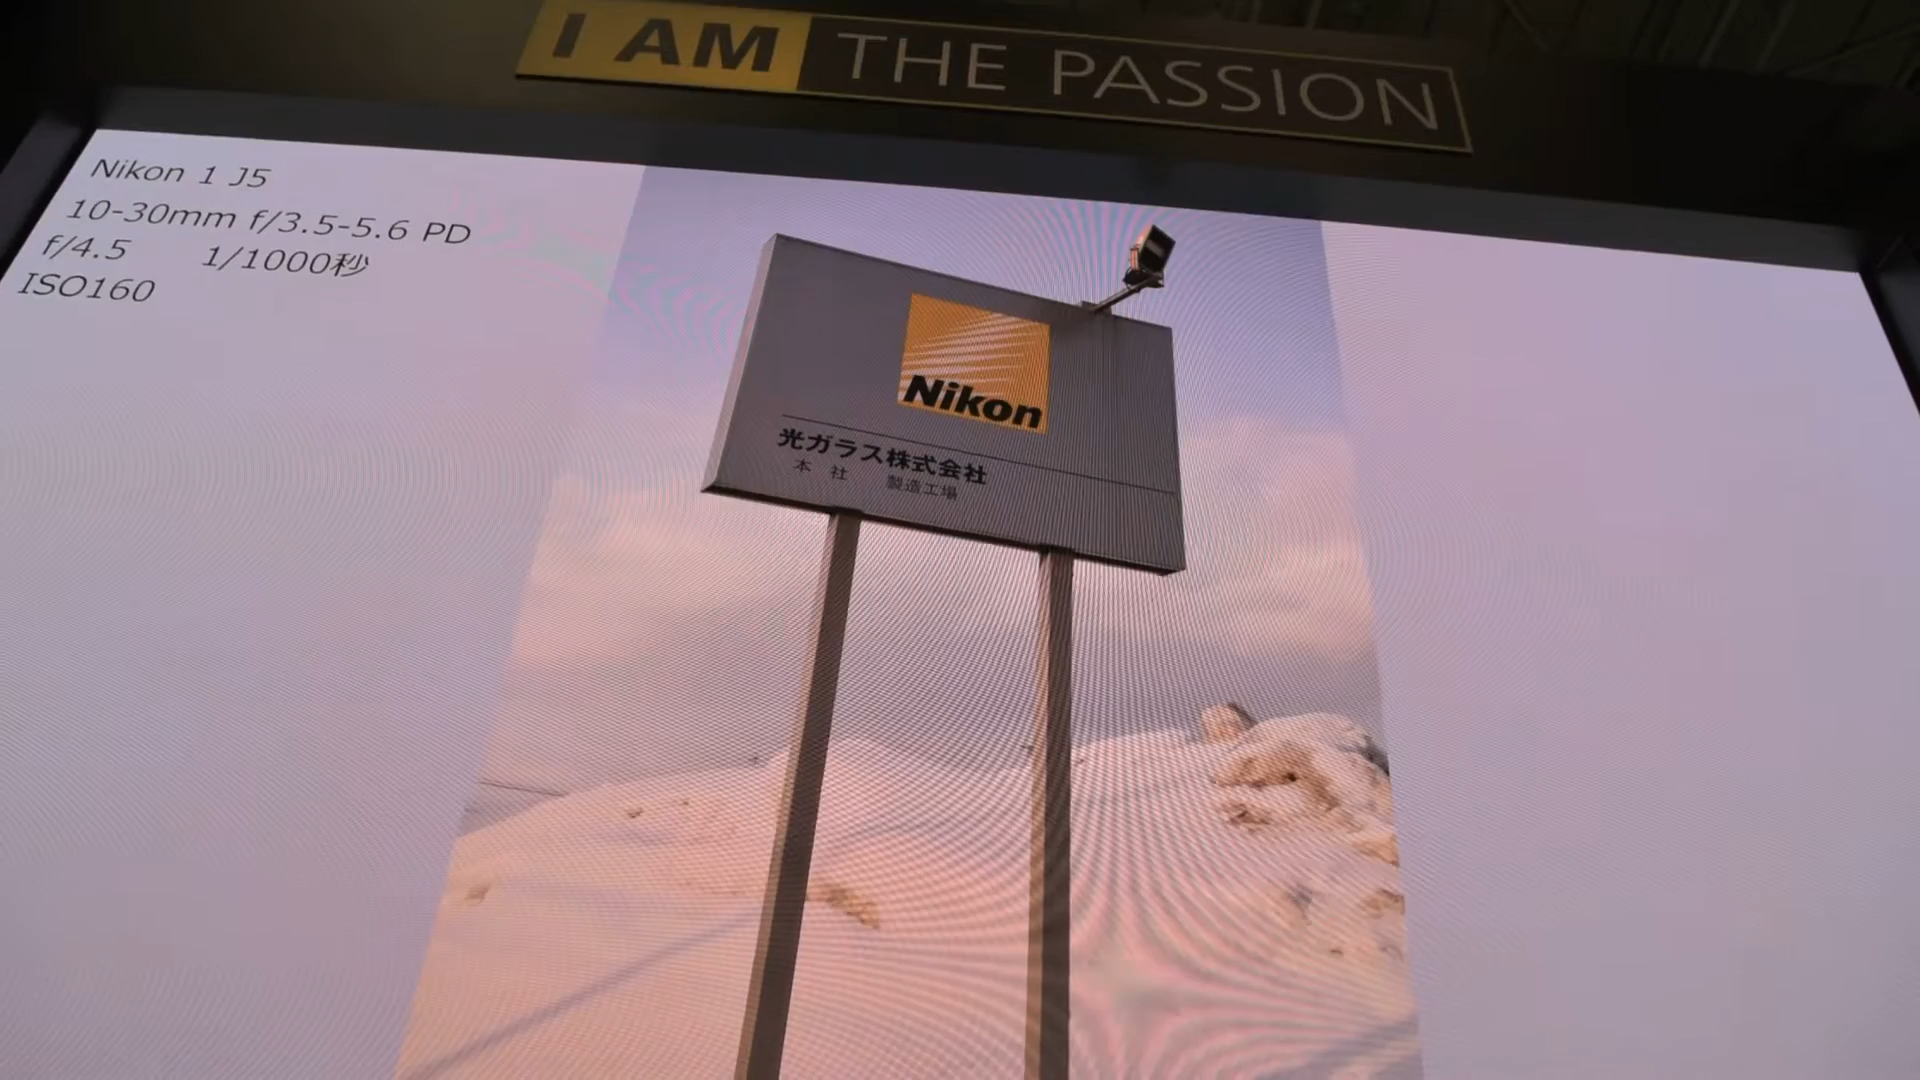 I AM THE PASSION
Nikon 1 J5
10-30mm f/3.5-5.6 PD
f/4.5 1/1000秒
ISO160
Nikon
光ガラス株式会社
本 社 製造工場